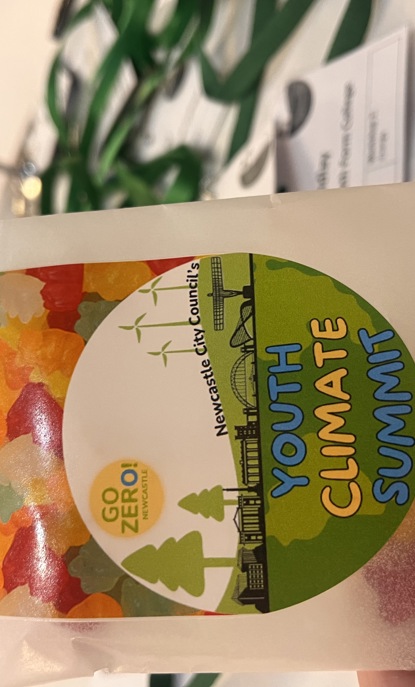 GO
ZERO!
NEWCASTLE
Newcastle City Council's
YOUTH
CLIMATE
SUMMIT